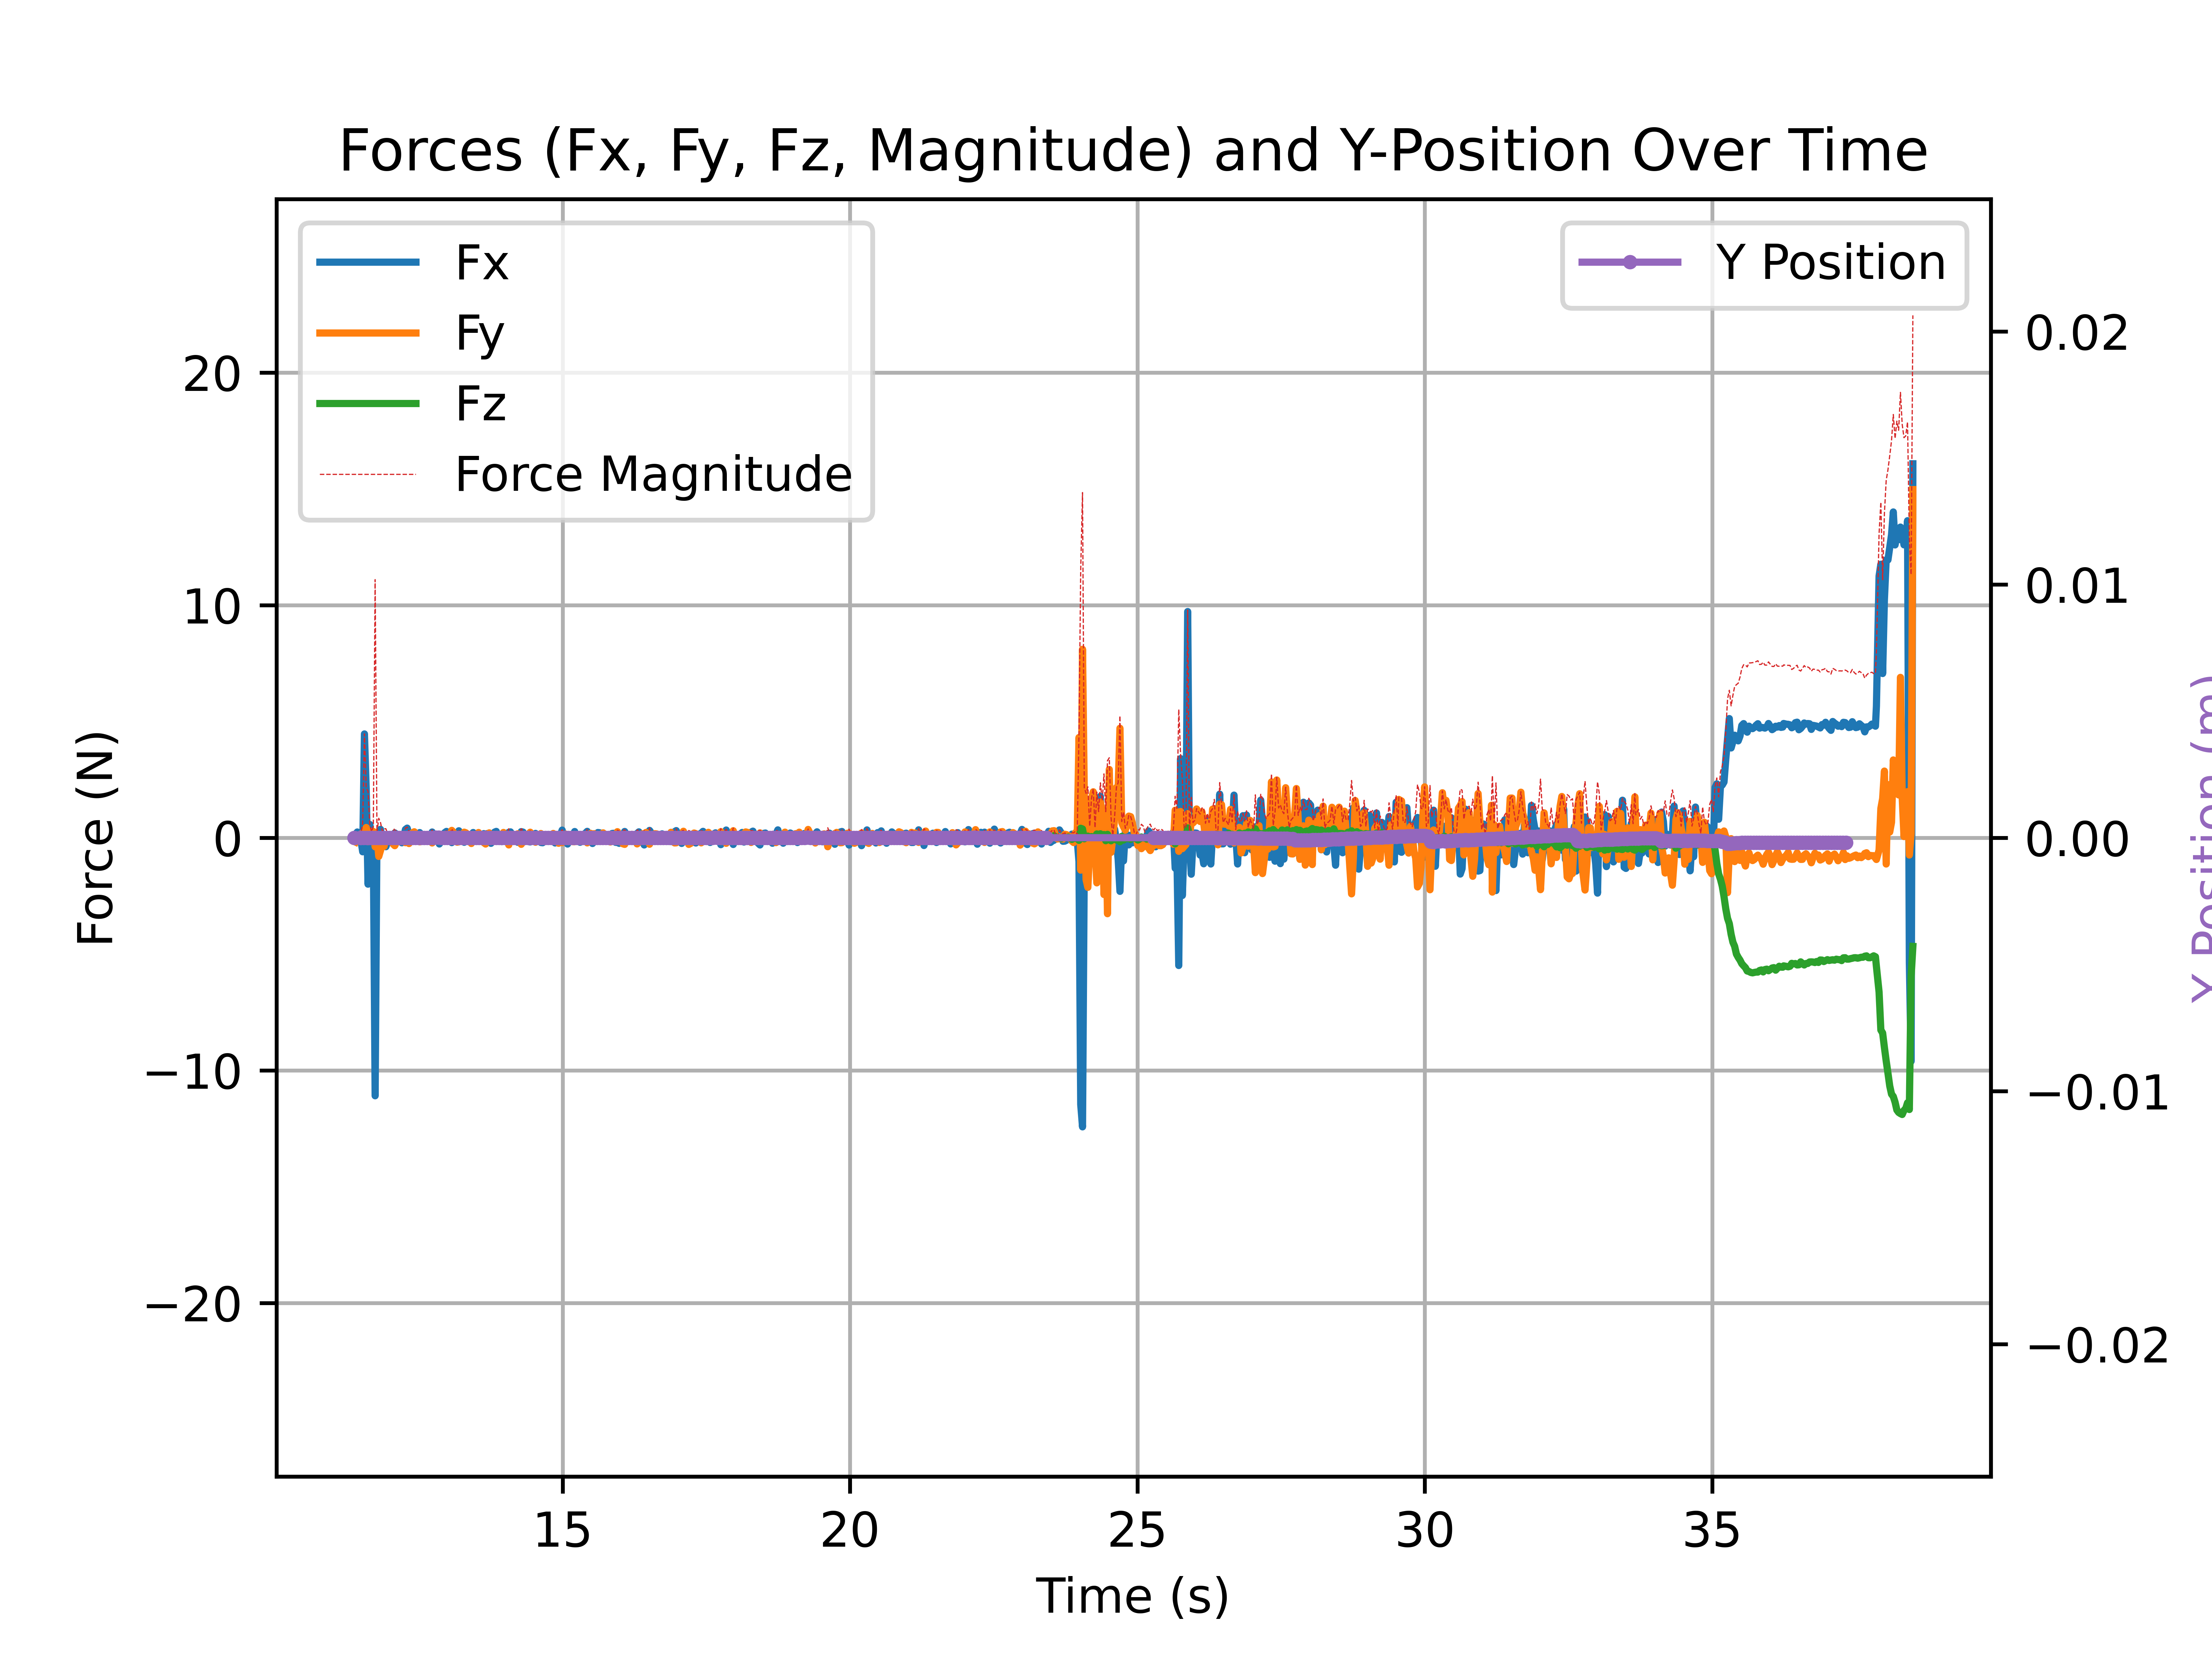 Forces (Fx, Fy, Fz, Magnitude) and Y-Position Over Time
Fx
Fy
Fz
Force Magnitude
Y Position
20
10
0
−10
−20
Force (N)
0.02
0.01
0.00
−0.01
−0.02
Y Position (m)
15
20
25
30
35
Time (s)